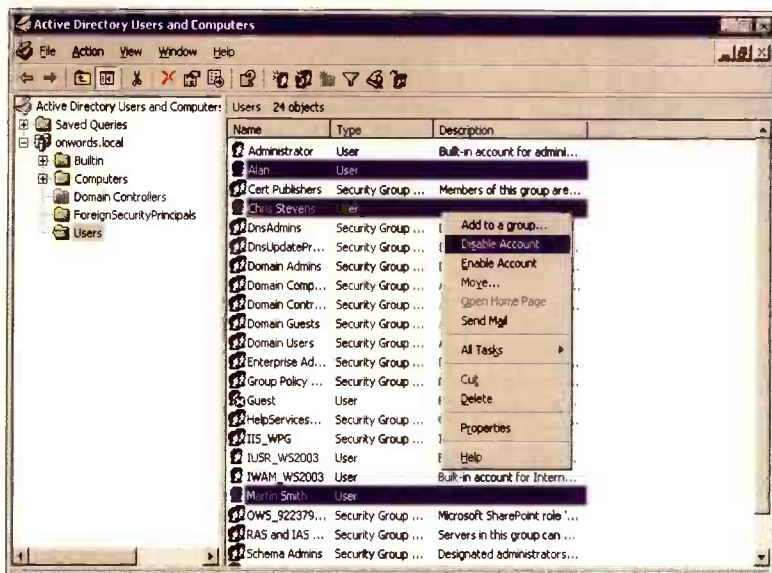 Active Directory Users and Computers
File Action View Window Help
Active Directory Users and Computer:
Saved Queries
onwords.local
Builtin
Computers
Domain Controllers
ForeignSecurityPrincipals
Users
Users 24 objects
Name Type Description
Administrator User Built-in account for admini...
Alan User
Cert Publishers Security Group ... Members of this group are...
Chris Stevens User
DnsAdmins Security Group ...
DnsUpdatePr... Security Group ...
Domain Admins Security Group ...
Domain Comp... Security Group ...
Domain Contr... Security Group ...
Domain Guests Security Group ...
Domain Users Security Group ...
Enterprise Ad... Security Group ...
Group Policy ... Security Group ...
Guest User
HelpServices... Security Group ...
IIS_WPG Security Group ...
IUSR_WS2003 User
IWAM_WS2003 User Built-in account for Intern...
Martin Smith User
OWS_922379... Security Group ... Microsoft SharePoint role '...
RAS and IAS ... Security Group ... Servers in this group can ...
Schema Admins Security Group ... Designated administrators...
Add to a group...
Disable Account
Enable Account
Move...
Open Home Page
Send Mail
All Tasks
Cut
Delete
Properties
Help